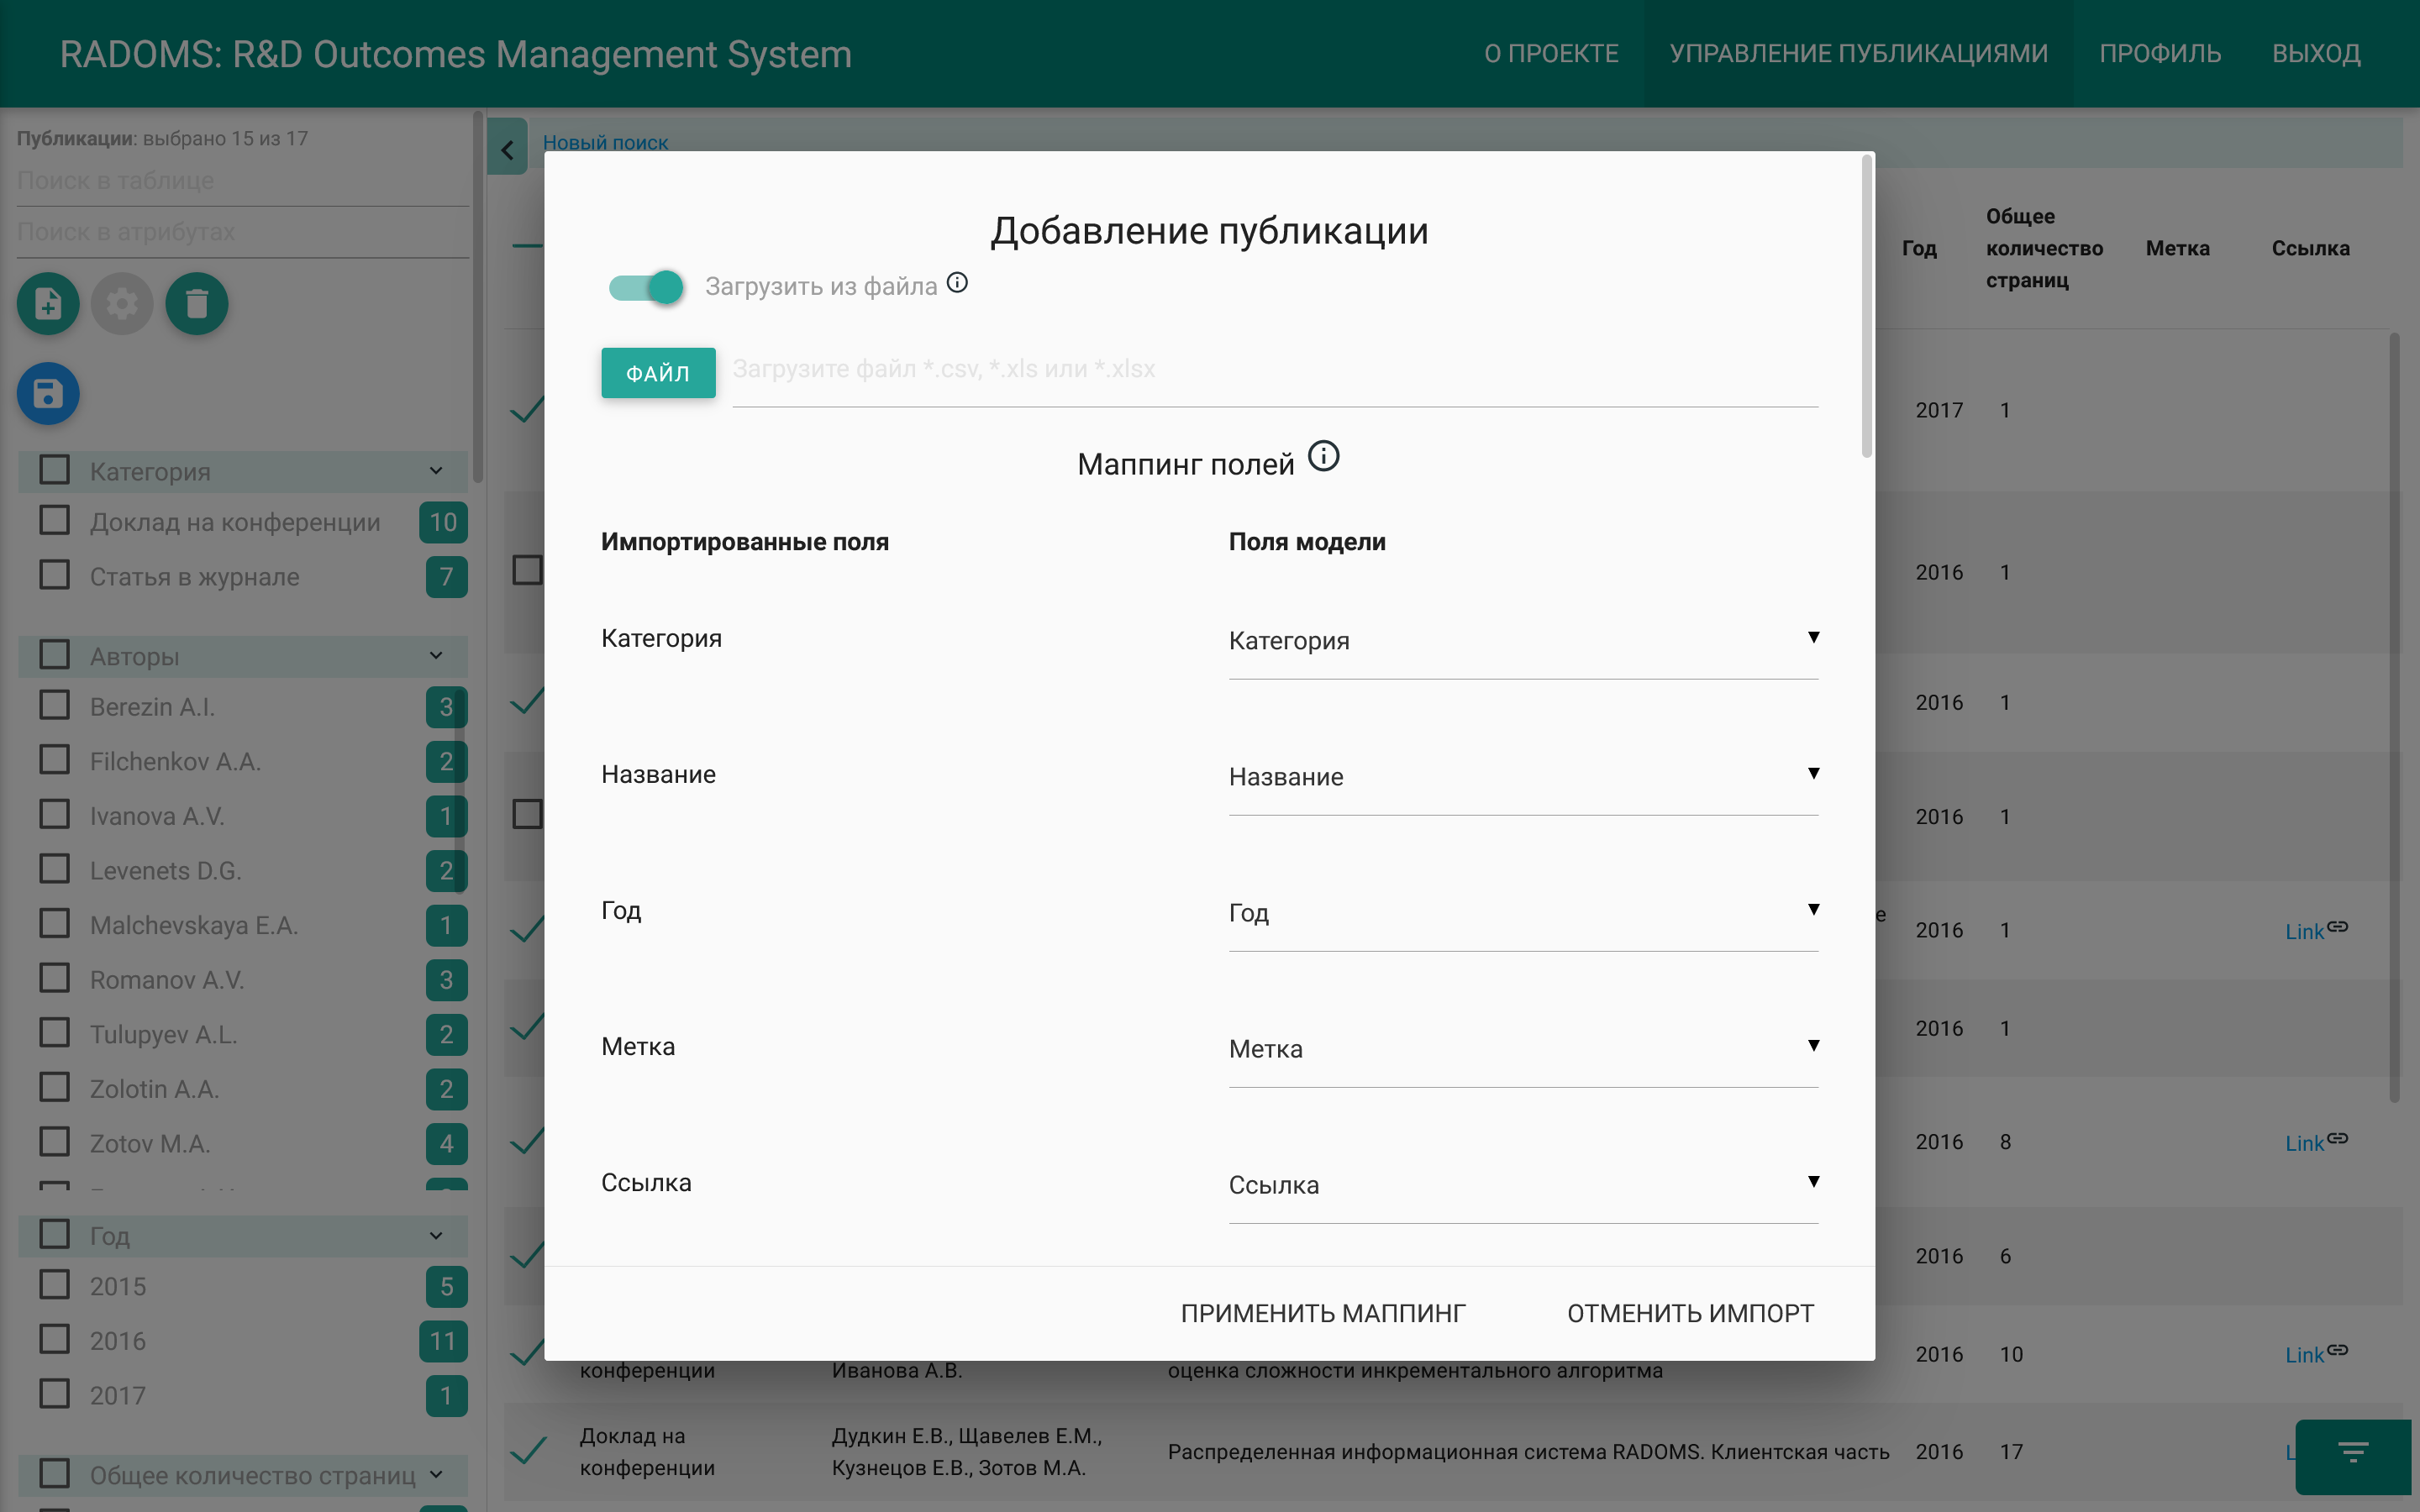 RADOMS: R&D Outcomes Management System
О ПРОЕКТЕ
УПРАВЛЕНИЕ ПУБЛИКАЦИЯМИ
ПРОФИЛЬ
ВЫХОД
Публикации: выбрано 15 из 17
Поиск в таблице
Поиск в атрибутах
Категория
Доклад на конференции 10
Статья в журнале 7
Авторы
Berezin A.I. 3
Filchenkov A.A. 2
Ivanova A.V. 1
Levenets D.G. 2
Malchevskaya E.A. 1
Romanov A.V. 3
Tulupyev A.L. 2
Zolotin A.A. 2
Zotov M.A. 4
Год
2015 5
2016 11
2017 1
Общее количество страниц
Новый поиск
Добавление публикации
Загрузить из файла
ФАЙЛ
Загрузите файл *.csv, *.xls или *.xlsx
Маппинг полей
Импортированные поля
Поля модели
Категория
Категория
Название
Название
Год
Год
Метка
Метка
Ссылка
Ссылка
ПРИМЕНИТЬ МАППИНГ
ОТМЕНИТЬ ИМПОРТ
Год
Общее
количество
страниц
Метка
Ссылка
2017 1
2016 1
2016 1
2016 1
е
2016 1 Link
2016 1
2016 8 Link
2016 6
2016 10 Link
конференции
Иванова А.В.
оценка сложности инкрементального алгоритма
Доклад на
конференции
Дудкин Е.В., Щавелев Е.М.,
Кузнецов Е.В., Зотов М.А.
Распределенная информационная система RADOMS. Клиентская часть
2016 17